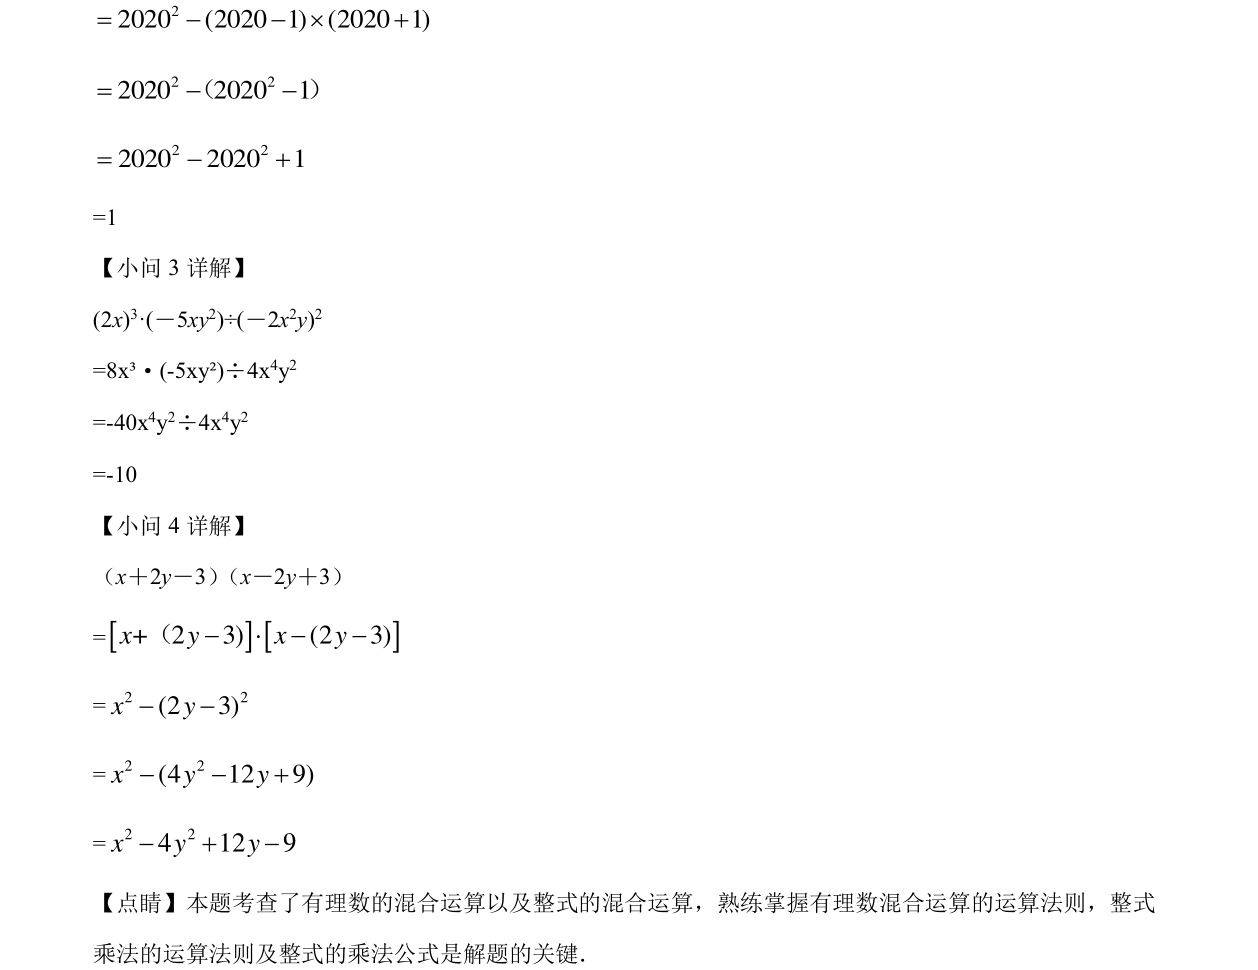 =2020²−(2020−1)×(2020+1)
=2020²−（2020²−1）
=2020²−2020²+1
=1
【小问 3 详解】
(2x)³·(－5xy²)÷(－2x²y)²
=8x³•(-5xy²)÷4x⁴y²
=-40x⁴y²÷4x⁴y²
=-10
【小问 4 详解】
（x＋2y－3）（x－2y＋3）
=[x+（2y−3)]·[x−(2y−3)]
=x²−(2y−3)²
=x²−(4y²−12y+9)
=x²−4y²+12y−9
【点睛】本题考查了有理数的混合运算以及整式的混合运算，熟练掌握有理数混合运算的运算法则，整式
乘法的运算法则及整式的乘法公式是解题的关键．